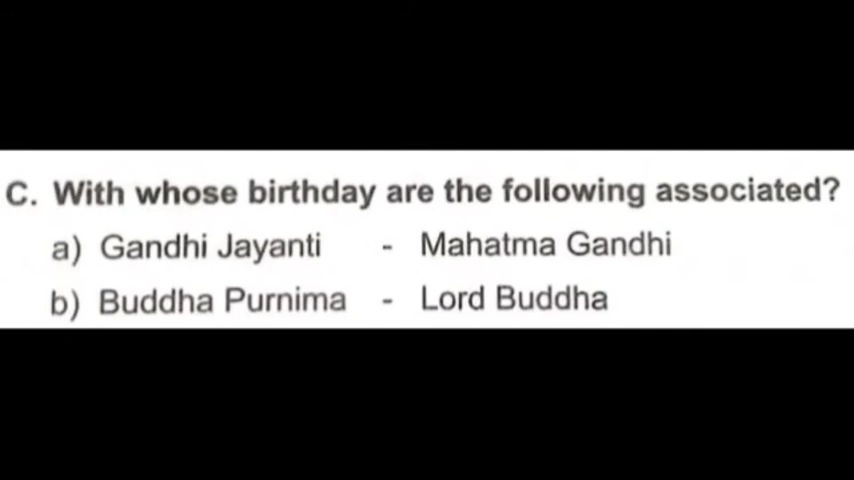 C. With whose birthday are the following associated?
a) Gandhi Jayanti - Mahatma Gandhi
b) Buddha Purnima - Lord Buddha